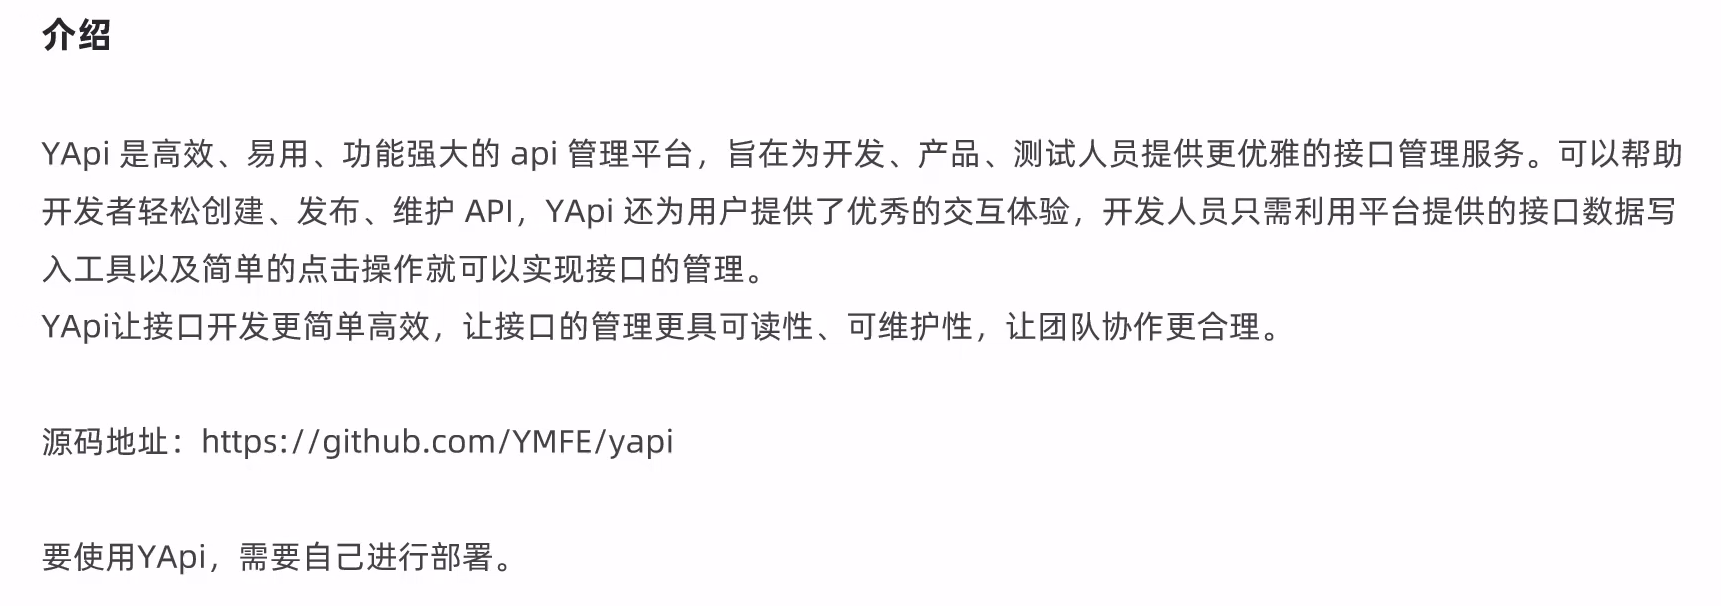 介绍
YApi 是高效、易用、功能强大的 api 管理平台，旨在为开发、产品、测试人员提供更优雅的接口管理服务。可以帮助
开发者轻松创建、发布、维护 API，YApi 还为用户提供了优秀的交互体验，开发人员只需利用平台提供的接口数据写
入工具以及简单的点击操作就可以实现接口的管理。
YApi让接口开发更简单高效，让接口的管理更具可读性、可维护性，让团队协作更合理。
源码地址：https://github.com/YMFE/yapi
要使用YApi，需要自己进行部署。